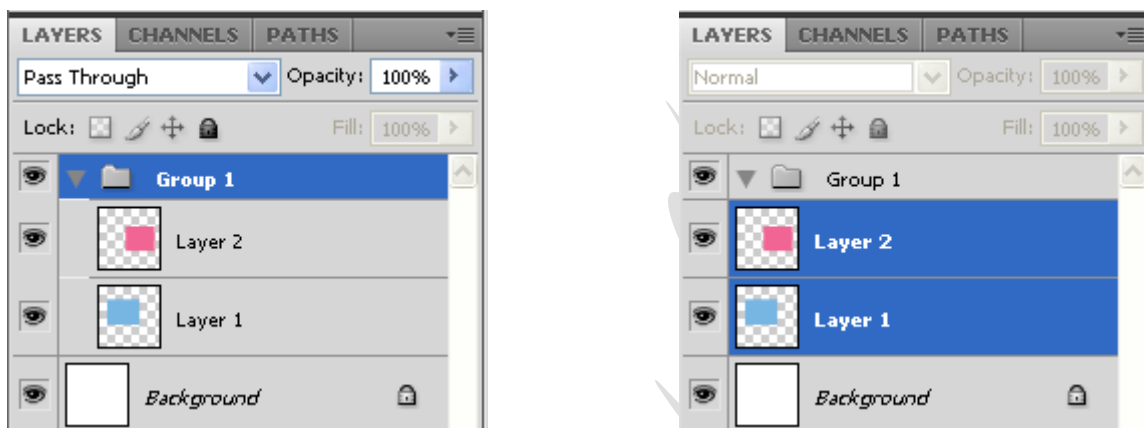 LAYERS CHANNELS PATHS
Pass Through Opacity: 100%
Lock: Fill: 100%
Group 1
Layer 2
Layer 1
Background
LAYERS CHANNELS PATHS
Normal Opacity: 100%
Lock: Fill: 100%
Group 1
Layer 2
Layer 1
Background